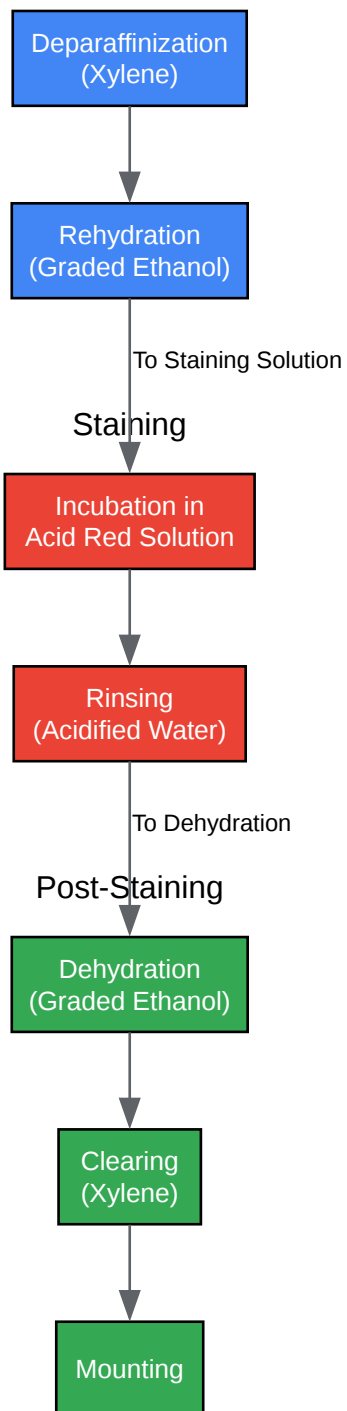 Deparaffinization
(Xylene)
Rehydration
(Graded Ethanol)
To Staining Solution
Staining
Incubation in
Acid Red Solution
Rinsing
(Acidified Water)
To Dehydration
Post-Staining
Dehydration
(Graded Ethanol)
Clearing
(Xylene)
Mounting